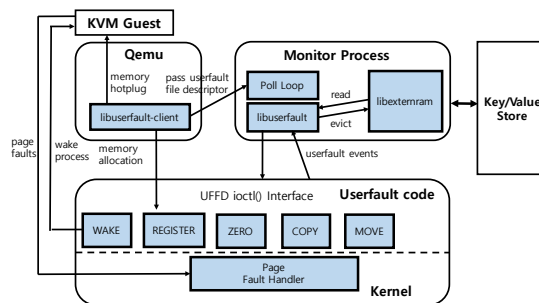 KVM Guest
Qemu
Monitor Process
memory
hotplug
pass userfault
file descriptor
Poll Loop
read
libexternram
libuserfault-client
libuserfault
evict
Key/Value
Store
page
faults
wake
process
memory
allocation
userfault events
UFFD ioctl() Interface
Userfault code
WAKE
REGISTER
ZERO
COPY
MOVE
Page
Fault Handler
Kernel